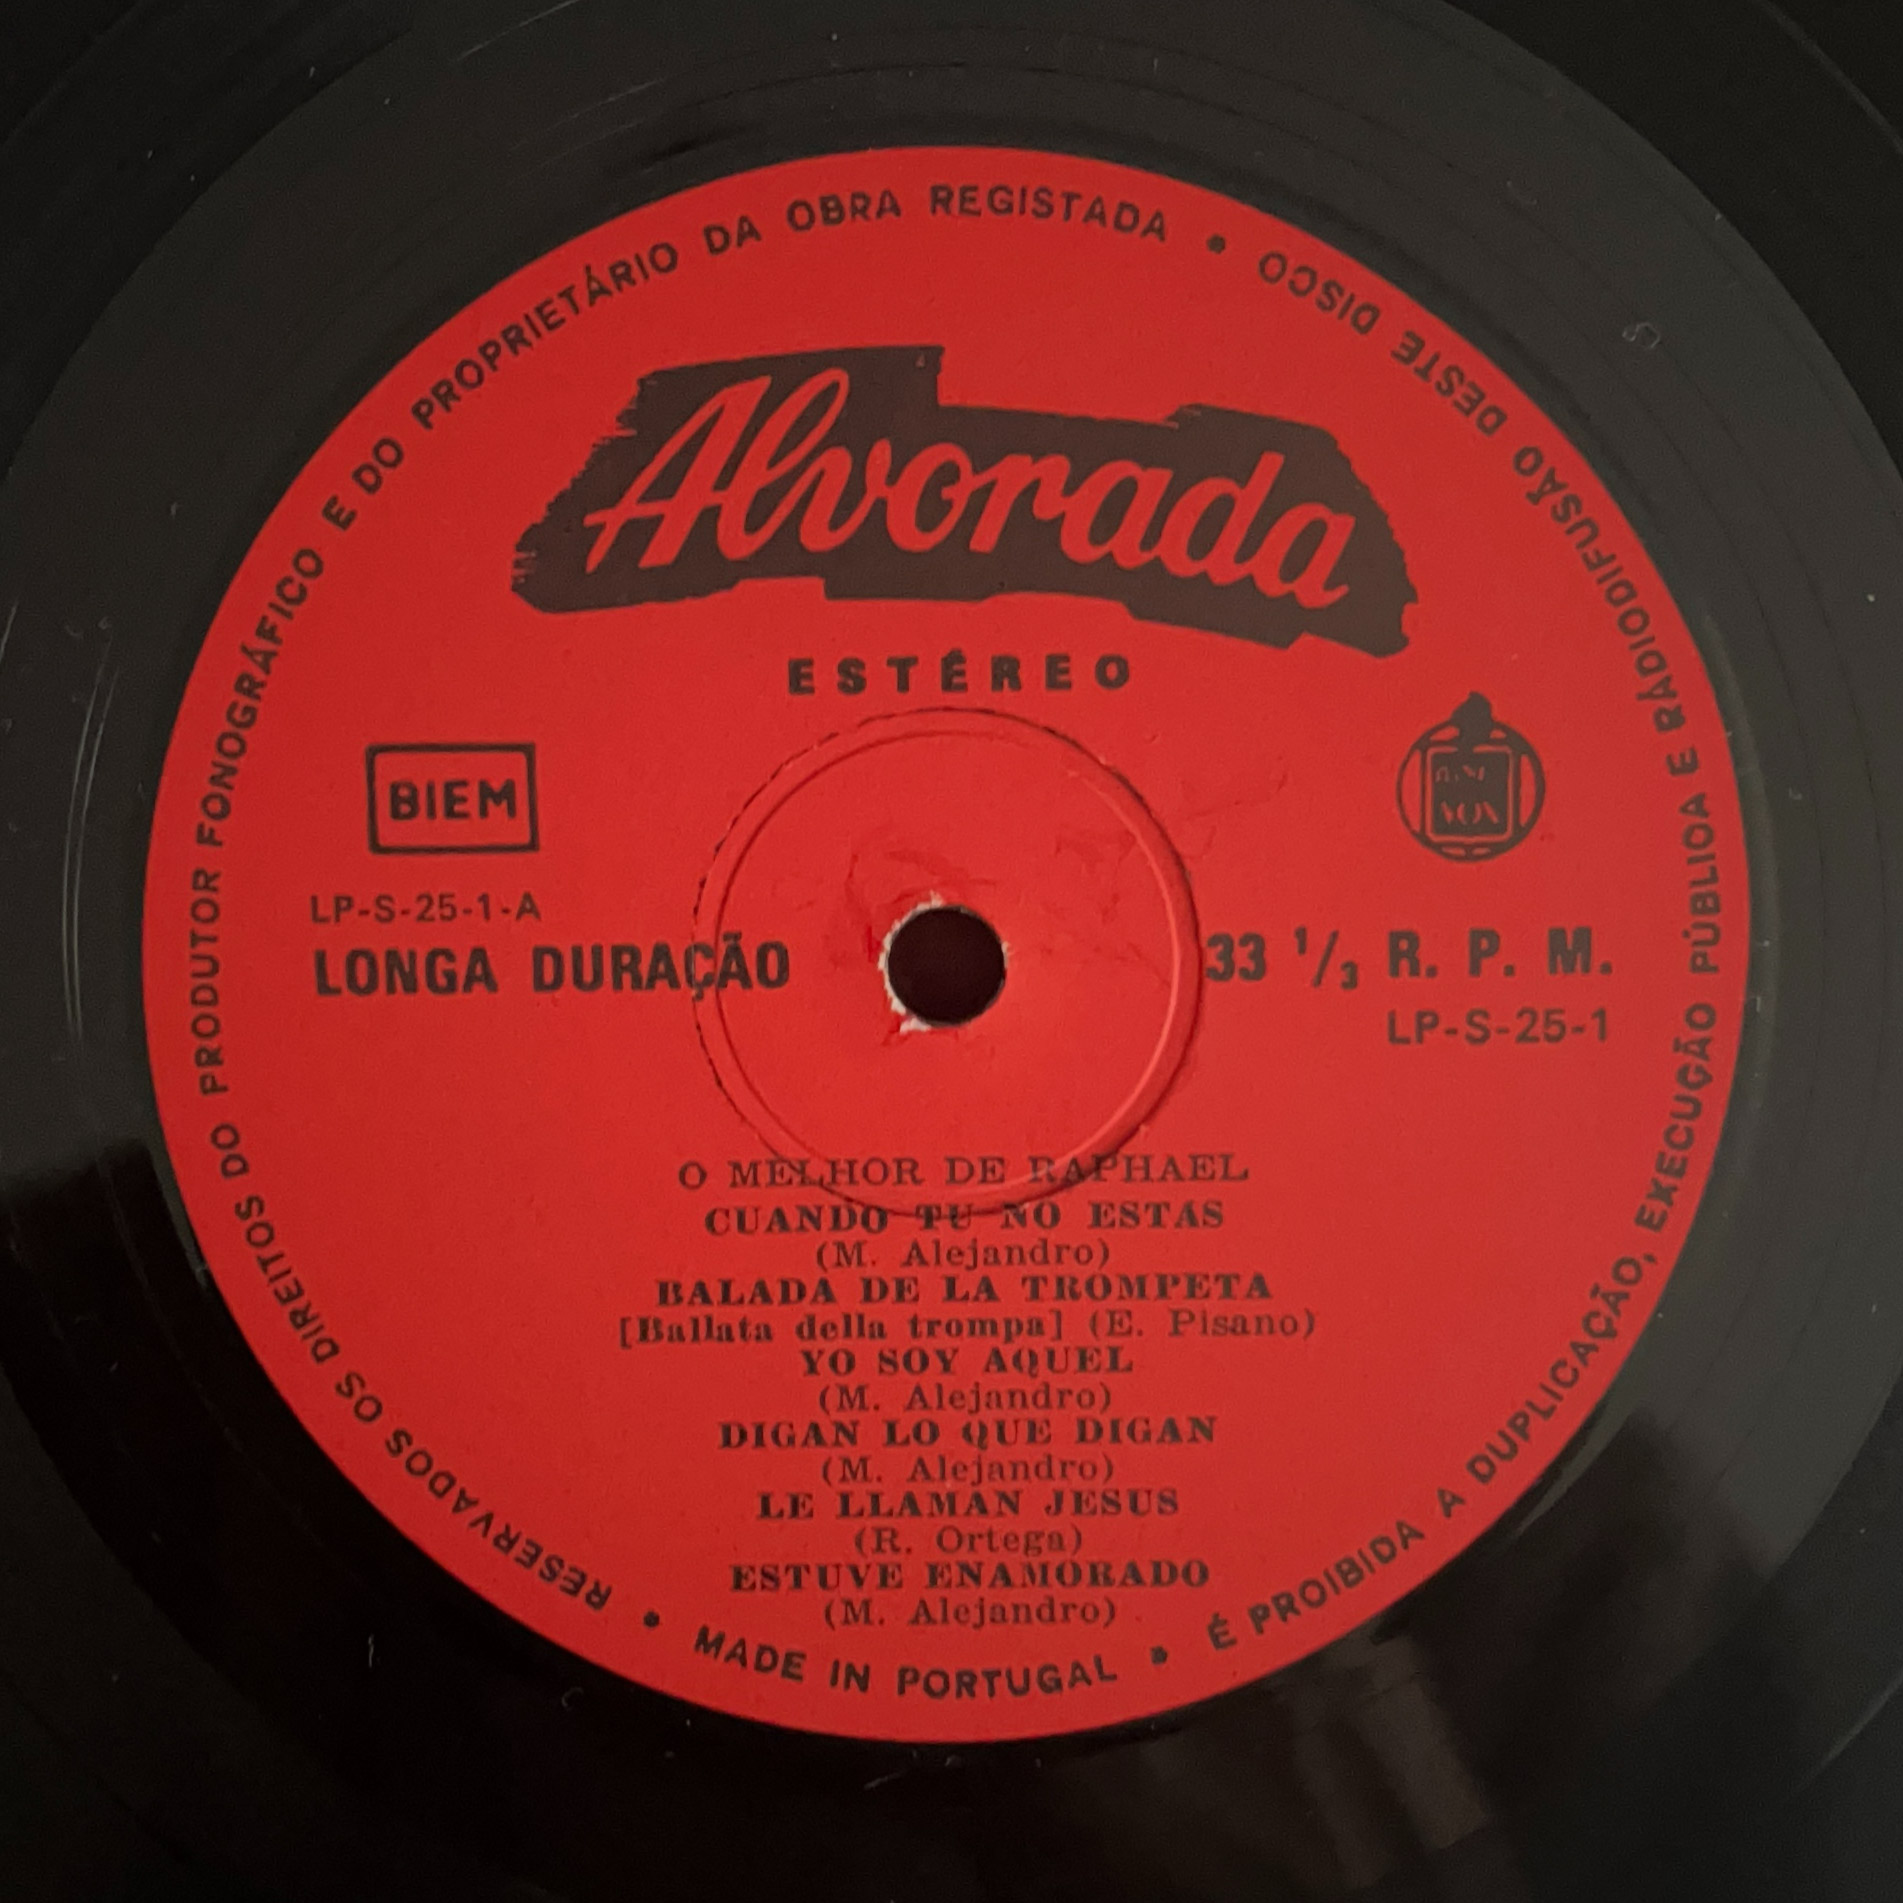 RESERVADOS OS DIREITOS DO PRODUTOR FONOGRÁFICO E DO PROPRIETÁRIO DA OBRA REGISTADA •
É PROIBIDA A DUPLICAÇÃO, EXECUÇÃO PÚBLICA E RÁDIODIFUSÃO DESTE DISCO
• MADE IN PORTUGAL •
Alvorada
ESTÉREO
BIEM
LP-S-25-1-A
LONGA DURAÇÃO
33 1/3 R. P. M.
LP-S-25-1
O MELHOR DE RAPHAEL
CUANDO TU NO ESTAS
(M. Alejandro)
BALADA DE LA TROMPETA
[Ballata della trompa] (E. Pisano)
YO SOY AQUEL
(M. Alejandro)
DIGAN LO QUE DIGAN
(M. Alejandro)
LE LLAMAN JESUS
(R. Ortega)
ESTUVE ENAMORADO
(M. Alejandro)